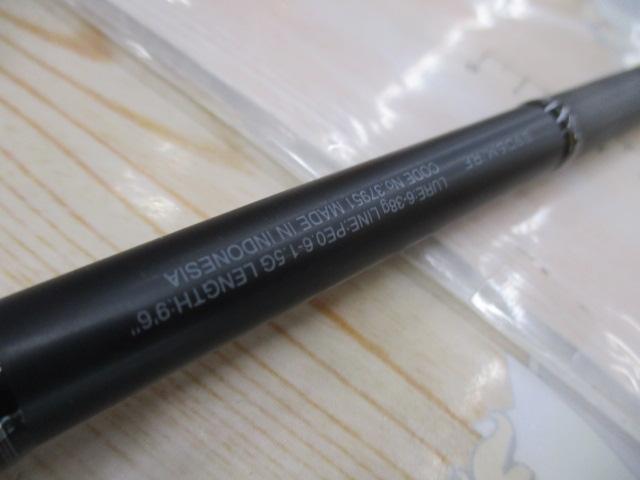 LURE:6-38g LINE:PE0.6-1.5G LENGTH:9'6"
CODE No.37951 MADE IN INDONESIA